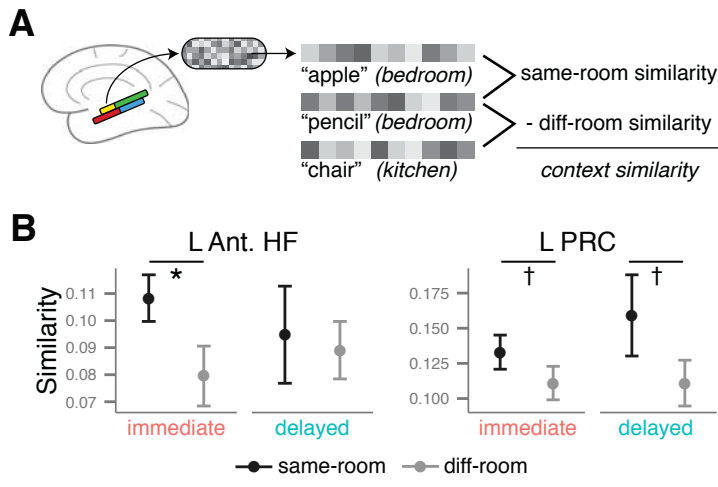 A
"apple" (bedroom)
same-room similarity
"pencil" (bedroom)
- diff-room similarity
"chair" (kitchen)
context similarity
B
L Ant. HF
L PRC
Similarity
*
0.11
0.10
0.09
0.08
0.07
immediate
delayed
†
†
0.175
0.150
0.125
0.100
immediate
delayed
same-room
diff-room